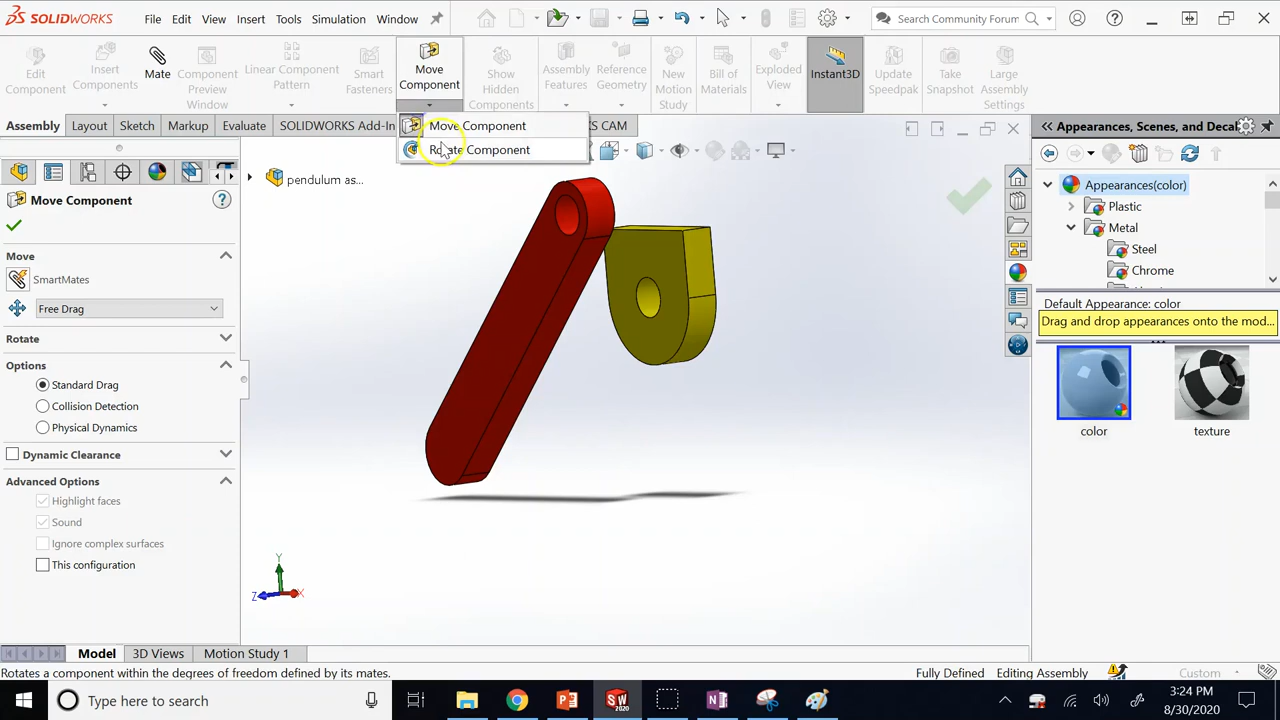 SOLIDWORKS File Edit View Insert Tools Simulation Window Search Community Forum
Edit Component
Insert Components
Mate
Component Preview Window
Linear Component Pattern
Smart Fasteners
Move Component
Show Hidden Components
Assembly Features
Reference Geometry
New Motion Study
Bill of Materials
Exploded View
Instant3D
Update Speedpak
Take Snapshot
Large Assembly Settings
Assembly Layout Sketch Markup Evaluate SOLIDWORKS Add-In KS CAM
Move Component
Rotate Component
pendulum as...
Move Component
Move
SmartMates
Free Drag
Rotate
Options
Standard Drag
Collision Detection
Physical Dynamics
Dynamic Clearance
Advanced Options
Highlight faces
Sound
Ignore complex surfaces
This configuration
Y
Z X
Appearances, Scenes, and Decal
Appearances(color)
Plastic
Metal
Steel
Chrome
Default Appearance: color
Drag and drop appearances onto the mod...
color texture
Model 3D Views Motion Study 1
Rotates a component within the degrees of freedom defined by its mates. Fully Defined Editing Assembly Custom
Type here to search
3:24 PM
8/30/2020